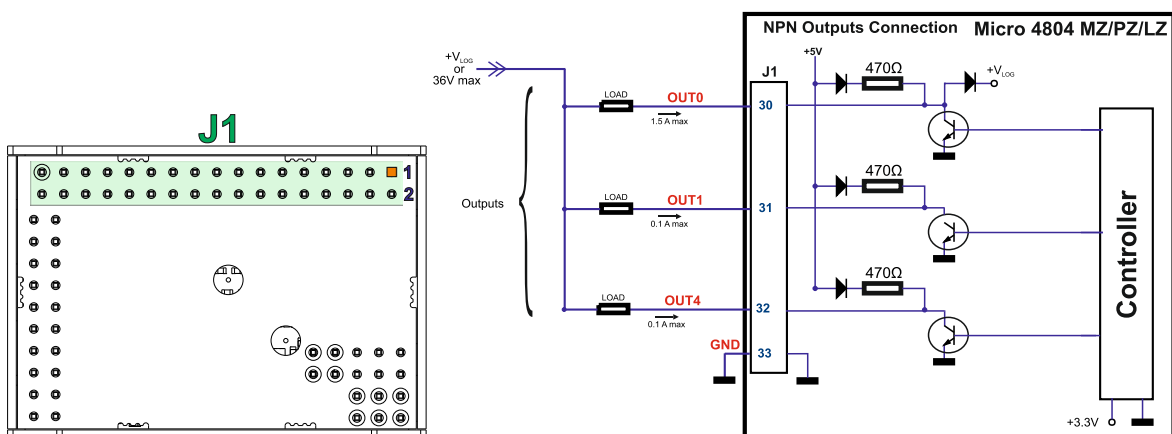 J1
1
2
+VLOG
or
36V max
Outputs
LOAD
OUT0
1.5 A max
LOAD
OUT1
0.1 A max
LOAD
OUT4
0.1 A max
GND
NPN Outputs Connection
Micro 4804 MZ/PZ/LZ
+5V
J1
30
31
32
33
470Ω
+VLOG
470Ω
470Ω
Controller
+3.3V